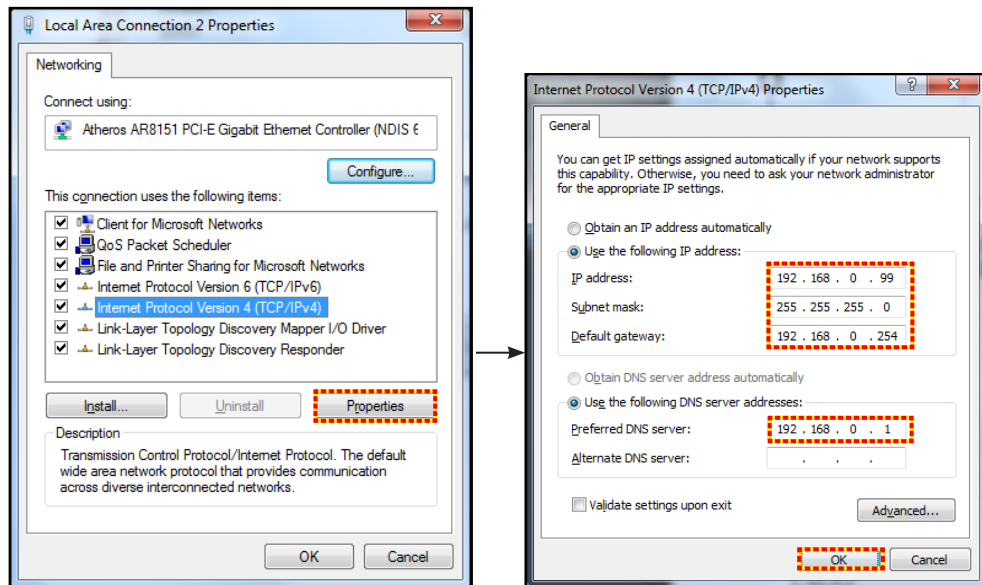 Local Area Connection 2 Properties
Networking
Connect using:
Atheros AR8151 PCI-E Gigabit Ethernet Controller (NDIS 6
Configure...
This connection uses the following items:
Client for Microsoft Networks
QoS Packet Scheduler
File and Printer Sharing for Microsoft Networks
Internet Protocol Version 6 (TCP/IPv6)
Internet Protocol Version 4 (TCP/IPv4)
Link-Layer Topology Discovery Mapper I/O Driver
Link-Layer Topology Discovery Responder
Install... Uninstall Properties
Description
Transmission Control Protocol/Internet Protocol. The default
wide area network protocol that provides communication
across diverse interconnected networks.
OK Cancel
Internet Protocol Version 4 (TCP/IPv4) Properties
General
You can get IP settings assigned automatically if your network supports
this capability. Otherwise, you need to ask your network administrator
for the appropriate IP settings.
Obtain an IP address automatically
Use the following IP address:
IP address: 192 . 168 . 0 . 99
Subnet mask: 255 . 255 . 255 . 0
Default gateway: 192 . 168 . 0 . 254
Obtain DNS server address automatically
Use the following DNS server addresses:
Preferred DNS server: 192 . 168 . 0 . 1
Alternate DNS server: . . .
Validate settings upon exit
Advanced...
OK Cancel